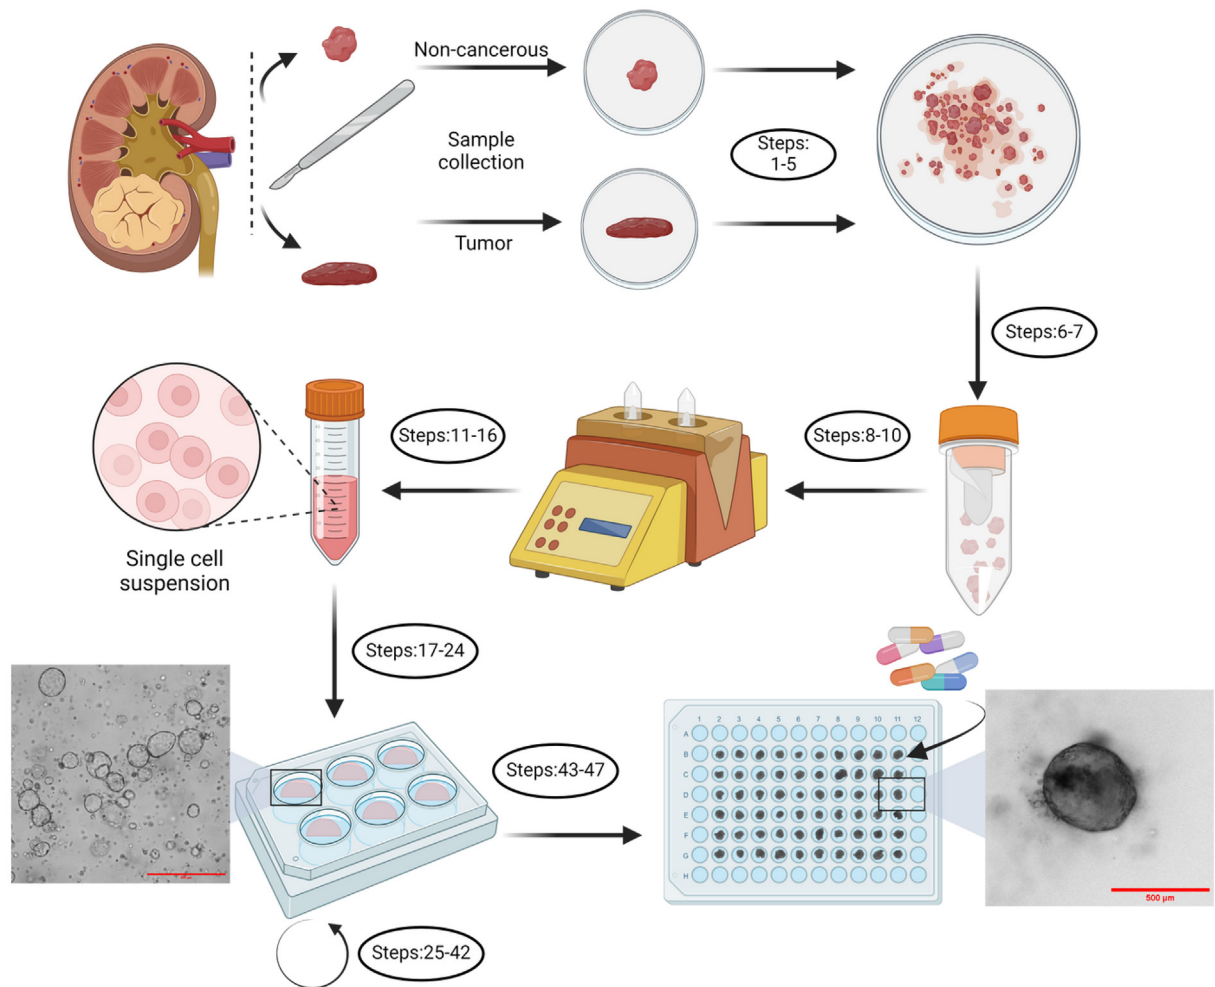 Non-cancerous
Sample
collection
Steps:
1-5
Tumor
Steps:6-7
Steps:8-10
Steps:11-16
Single cell
suspension
Steps:17-24
Steps:43-47
1 2 3 4 5 6 7 8 9 10 11 12
A
B
C
D
E
F
G
H
500 µm
Steps:25-42